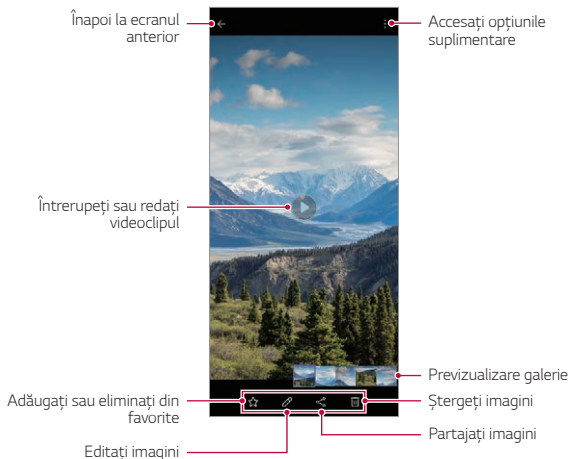 Înapoi la ecranul
anterior
Accesați opțiunile
suplimentare
Întrerupeți sau redați
videoclipul
Previzualizare galerie
Adăugați sau eliminați din
favorite
Ștergeți imagini
Partajați imagini
Editați imagini